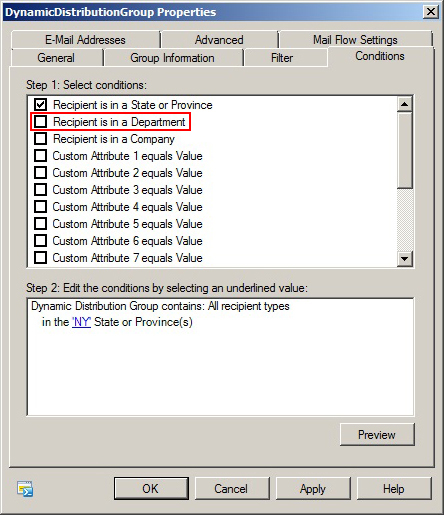 DynamicDistributionGroup Properties
E-Mail Addresses
Advanced
Mail Flow Settings
General
Group Information
Filter
Conditions
Step 1: Select conditions:
Recipient is in a State or Province
Recipient is in a Department
Recipient is in a Company
Custom Attribute 1 equals Value
Custom Attribute 2 equals Value
Custom Attribute 3 equals Value
Custom Attribute 4 equals Value
Custom Attribute 5 equals Value
Custom Attribute 6 equals Value
Custom Attribute 7 equals Value
Step 2: Edit the conditions by selecting an underlined value:
Dynamic Distribution Group contains: All recipient types
in the 'NY' State or Province(s)
Preview
OK
Cancel
Apply
Help